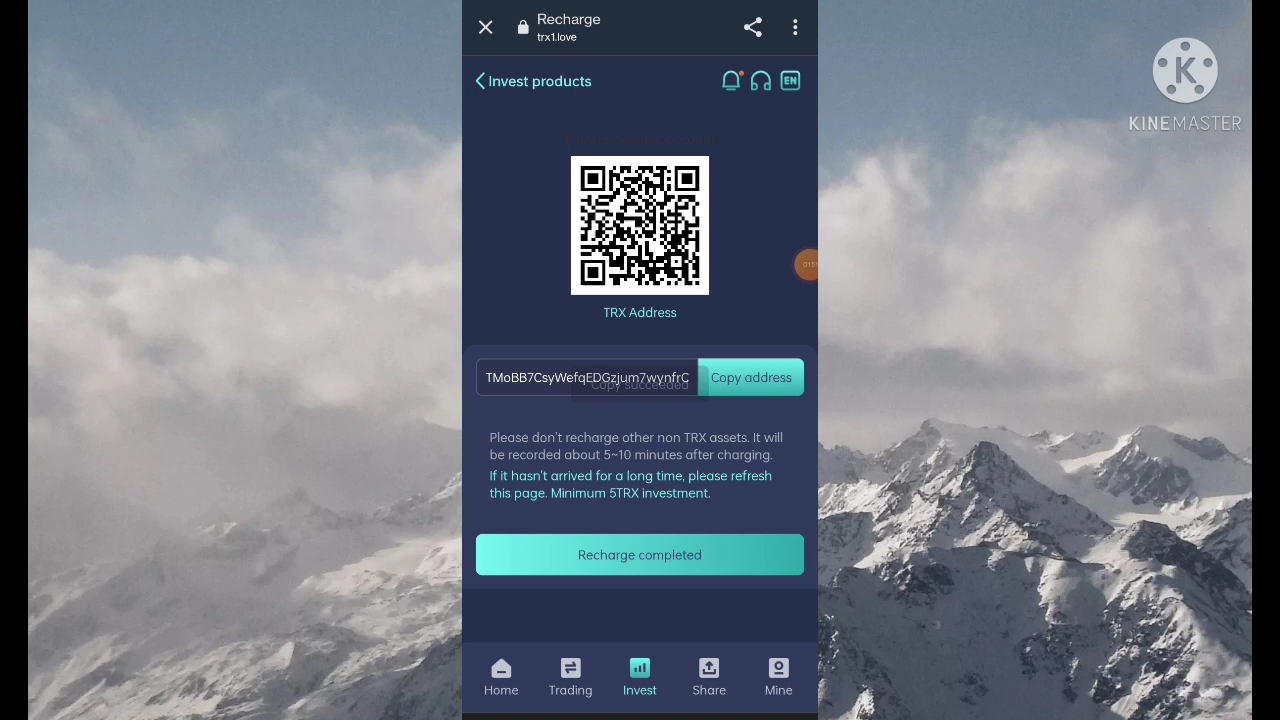 Recharge
trx1.love
KINEMASTER
Invest products
EN
TRX Address
TMoBB7CsyWefqEDGzjum7wynfrC
Copy succeeded
Copy address
Please don't recharge other non TRX assets. It will
be recorded about 5~10 minutes after charging.
If it hasn't arrived for a long time, please refresh
this page. Minimum 5TRX investment.
Recharge completed
Home
Trading
Invest
Share
Mine